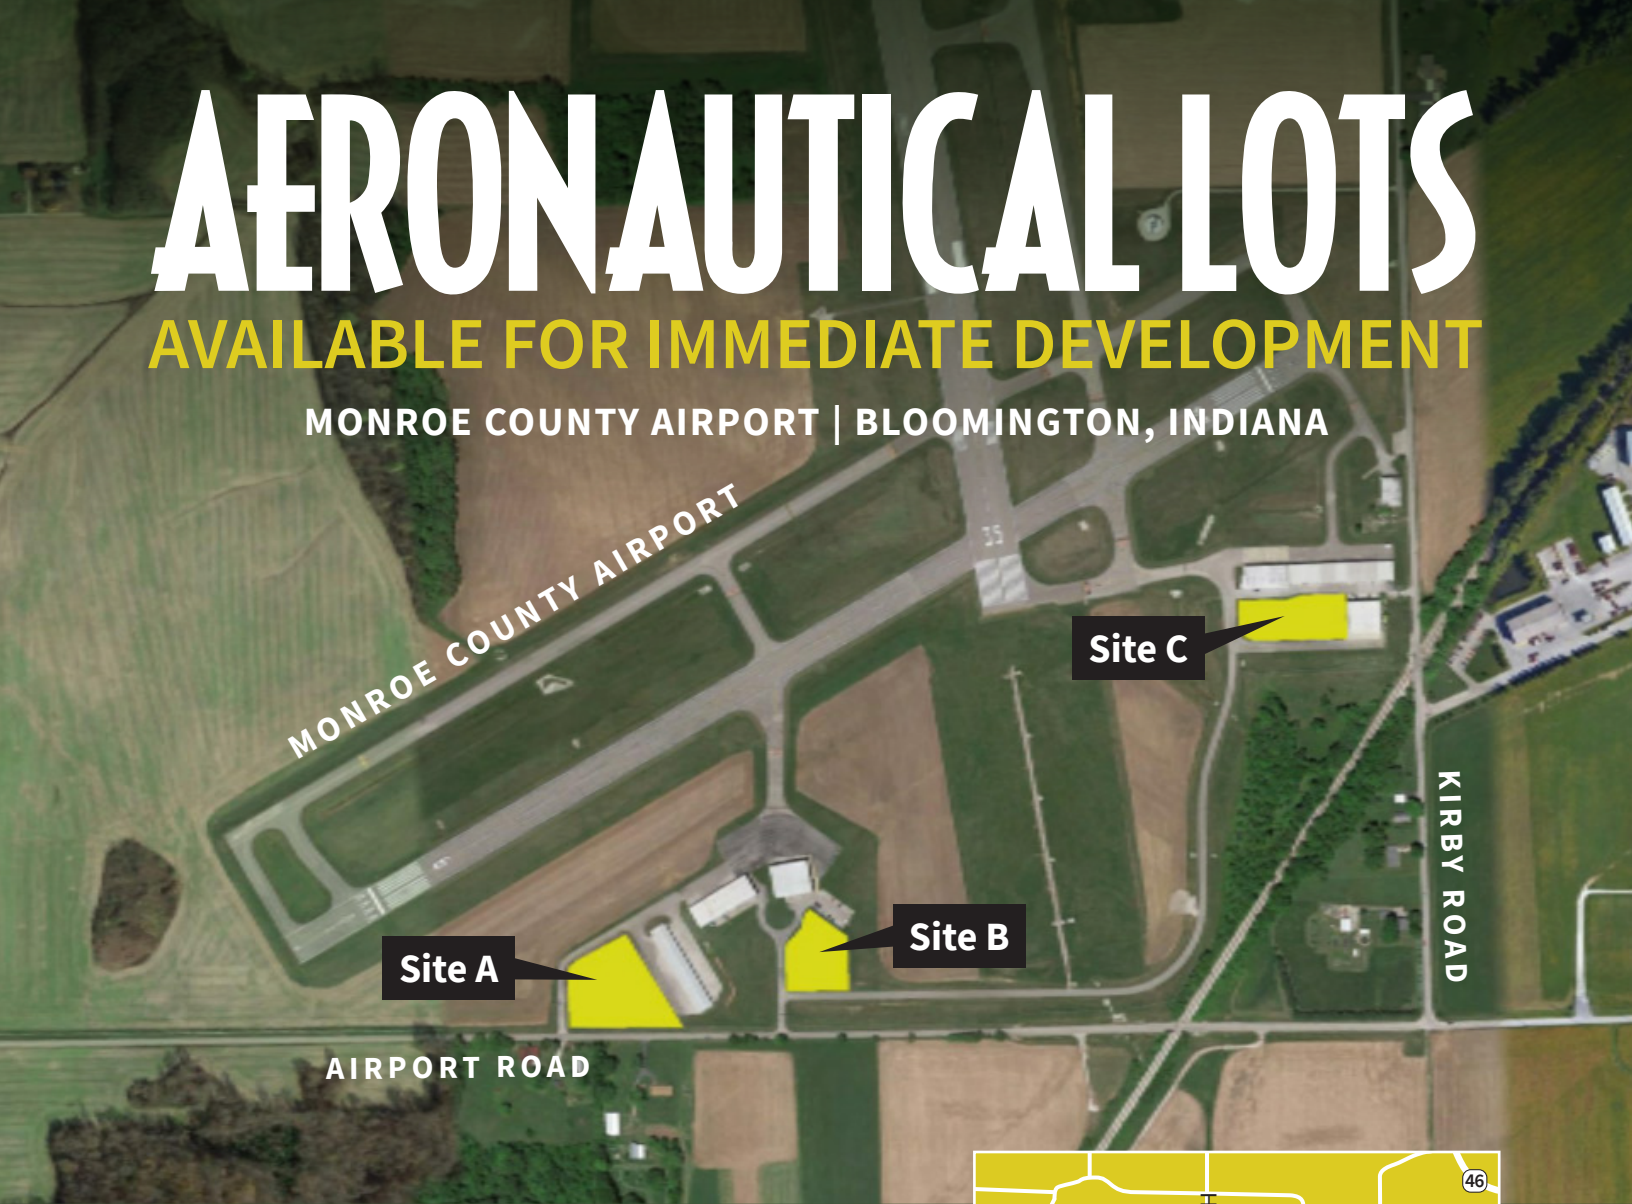 AERONAUTICAL LOTS
AVAILABLE FOR IMMEDIATE DEVELOPMENT
MONROE COUNTY AIRPORT | BLOOMINGTON, INDIANA
MONROE COUNTY AIRPORT
35
Site C
KIRBY ROAD
Site B
Site A
AIRPORT ROAD
46